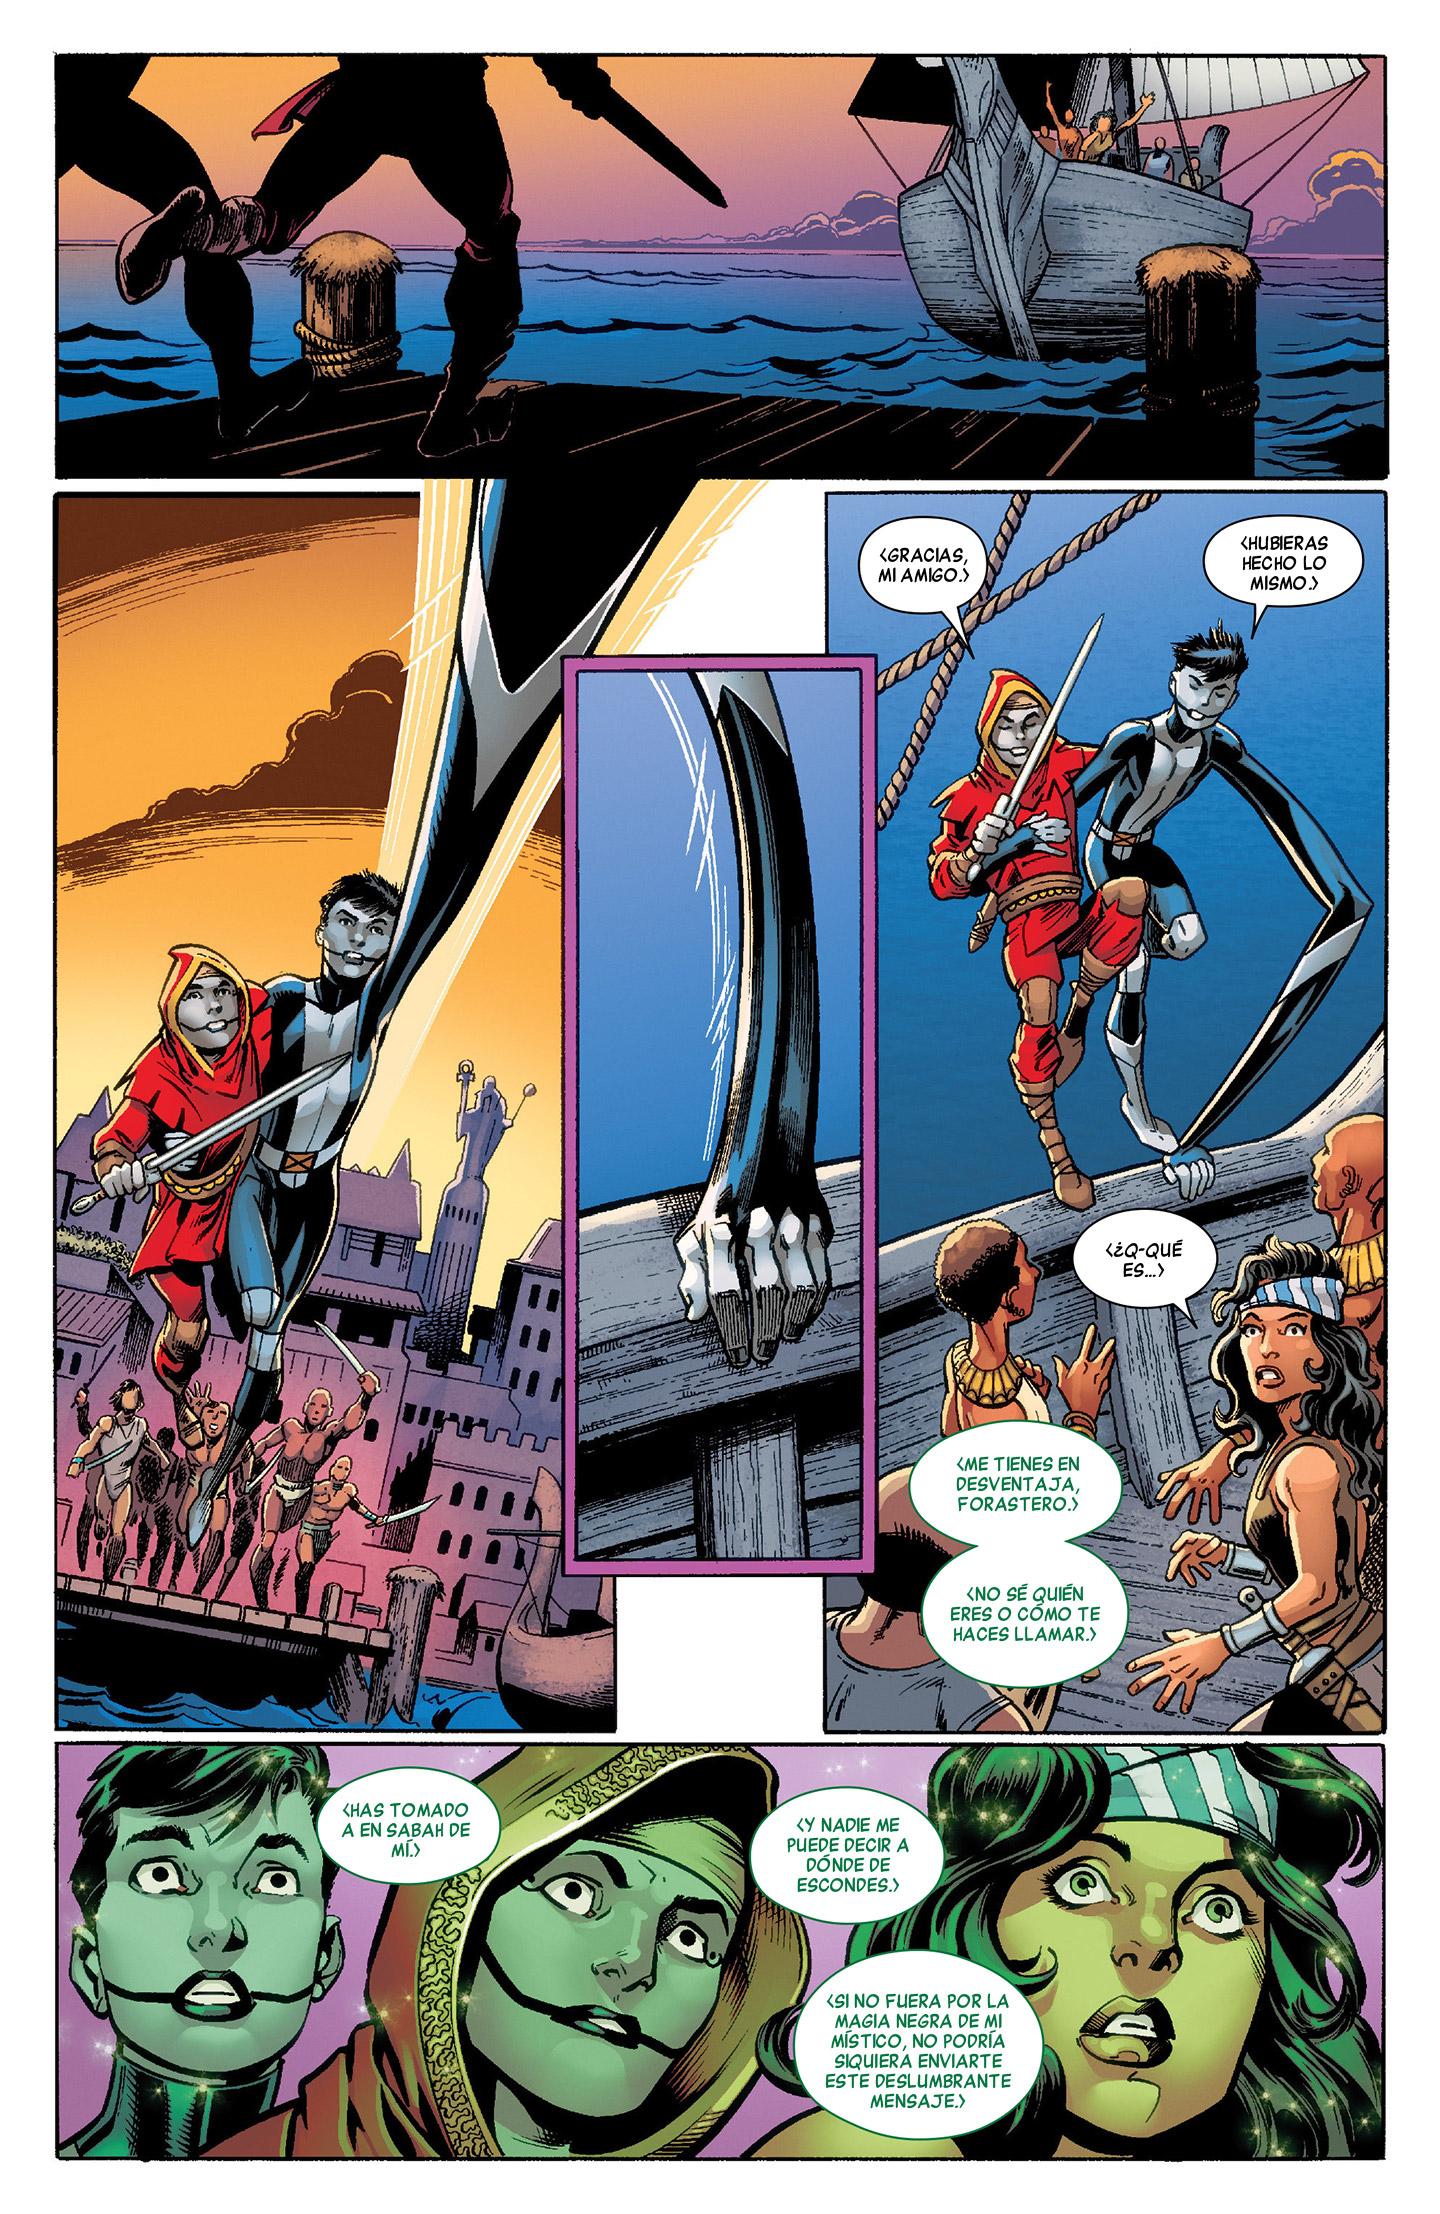 <GRACIAS,
MI AMIGO.>
<HUBIERAS
HECHO LO
MISMO.>
<¿Q-QUÉ
ES...>
<ME TIENES EN
DESVENTAJA,
FORASTERO.>
<NO SÉ QUIÉN
ERES O CÓMO TE
HACES LLAMAR.>
<HAS TOMADO
A EN SABAH DE
MÍ.>
<Y NADIE ME
PUEDE DECIR A
DÓNDE DE
ESCONDES.>
<SI NO FUERA POR LA
MAGIA NEGRA DE MI
MÍSTICO, NO PODRÍA
SIQUIERA ENVIARTE
ESTE DESLUMBRANTE
MENSAJE.>